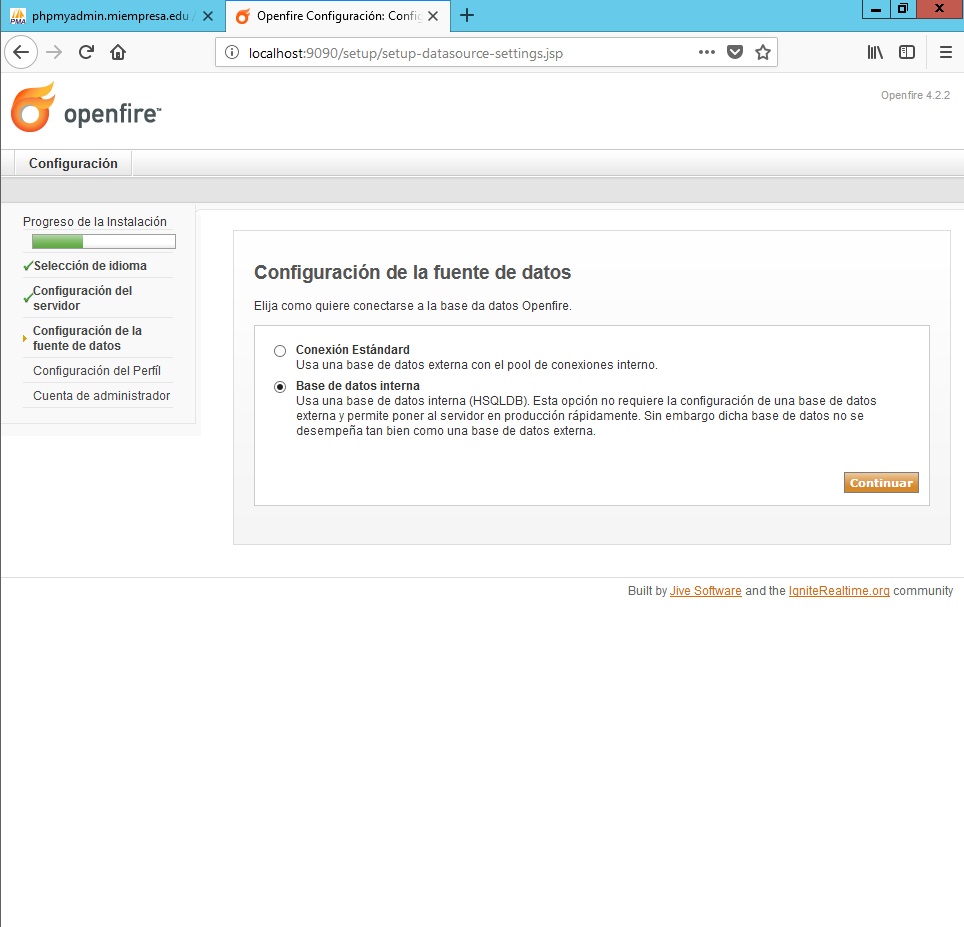 phpmyadmin.miempresa.edu /
Openfire Configuración: Config
localhost:9090/setup/setup-datasource-settings.jsp
openfire™
Openfire 4.2.2
Configuración
Progreso de la Instalación
Selección de idioma
Configuración del
servidor
Configuración de la
fuente de datos
Configuración del Perfíl
Cuenta de administrador
Configuración de la fuente de datos
Elija como quiere conectarse a la base da datos Openfire.
Conexión Estándard
Usa una base de datos externa con el pool de conexiones interno.
Base de datos interna
Usa una base de datos interna (HSQLDB). Esta opción no requiere la configuración de una base de datos
externa y permite poner al servidor en producción rápidamente. Sin embargo dicha base de datos no se
desempeña tan bien como una base de datos externa.
Continuar
Built by Jive Software and the IgniteRealtime.org community